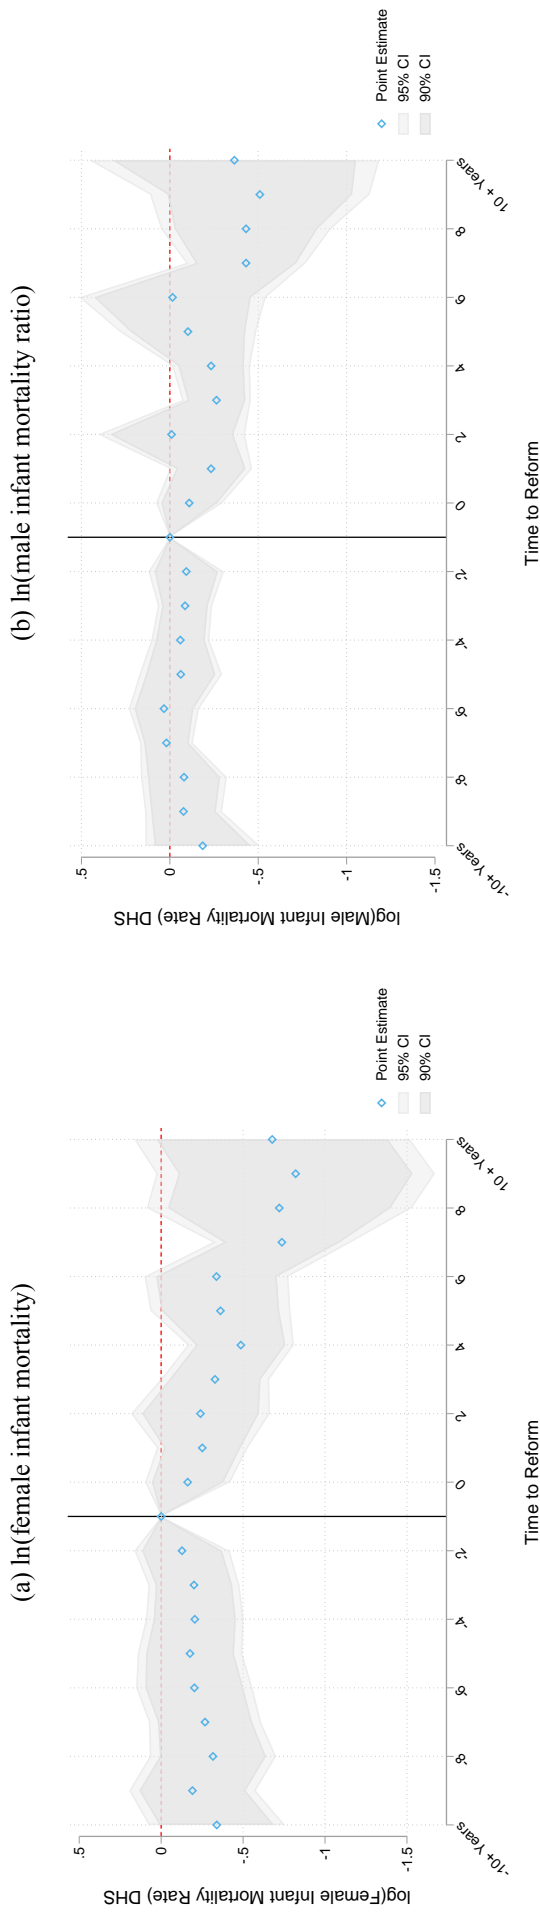 (a) ln(female infant mortality)
log(Female Infant Mortality Rate) DHS
.5
0
-.5
-1
-1.5
-10+ Years
-8
-6
-4
-2
0
2
4
6
8
10 + Years
Time to Reform
Point Estimate
95% CI
90% CI
(b) ln(male infant mortality ratio)
log(Male Infant Mortality Rate) DHS
.5
0
-.5
-1
-1.5
-10+ Years
-8
-6
-4
-2
0
2
4
6
8
10 + Years
Time to Reform
Point Estimate
95% CI
90% CI